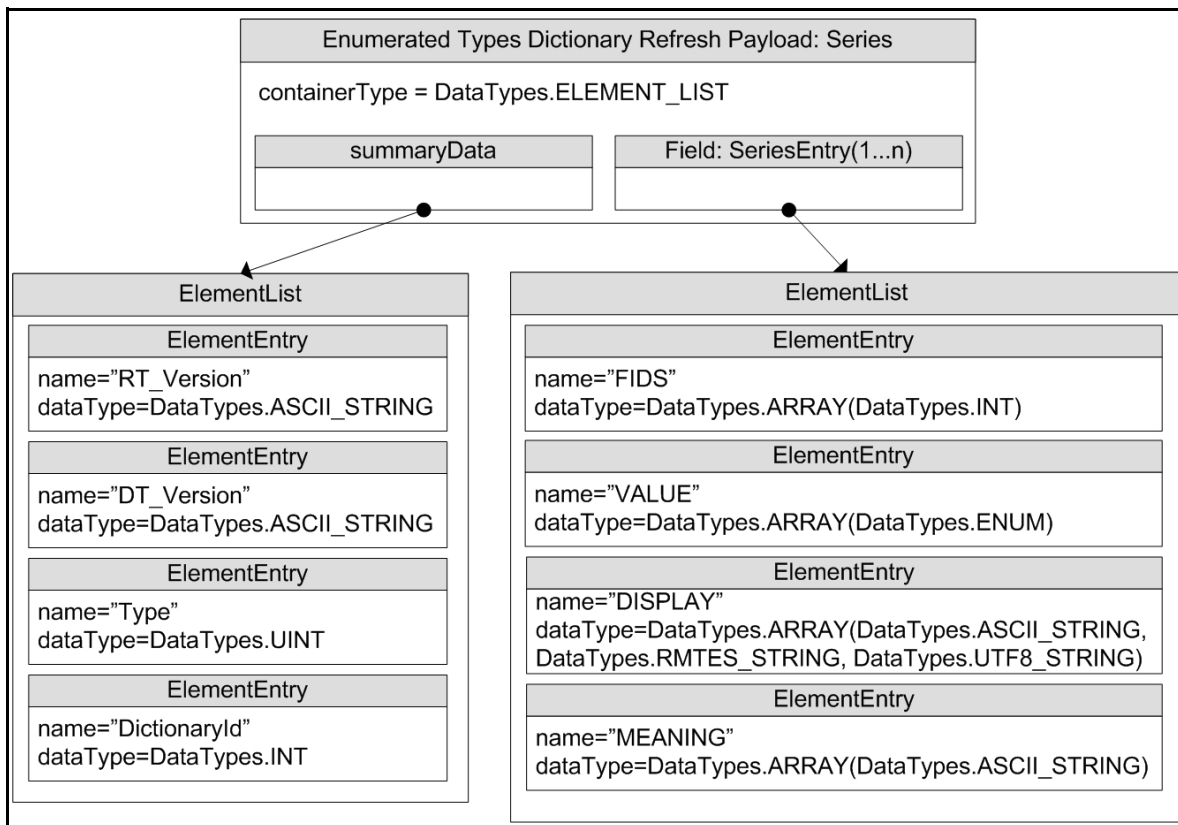 Enumerated Types Dictionary Refresh Payload: Series
containerType = DataTypes.ELEMENT_LIST
summaryData
Field: SeriesEntry(1...n)
ElementList
ElementEntry
name=”RT_Version”
dataType=DataTypes.ASCII_STRING
ElementEntry
name=”DT_Version”
dataType=DataTypes.ASCII_STRING
ElementEntry
name=”Type”
dataType=DataTypes.UINT
ElementEntry
name=”DictionaryId”
dataType=DataTypes.INT
ElementList
ElementEntry
name=”FIDS”
dataType=DataTypes.ARRAY(DataTypes.INT)
ElementEntry
name=”VALUE”
dataType=DataTypes.ARRAY(DataTypes.ENUM)
ElementEntry
name=”DISPLAY”
dataType=DataTypes.ARRAY(DataTypes.ASCII_STRING,
DataTypes.RMTES_STRING, DataTypes.UTF8_STRING)
ElementEntry
name=”MEANING”
dataType=DataTypes.ARRAY(DataTypes.ASCII_STRING)